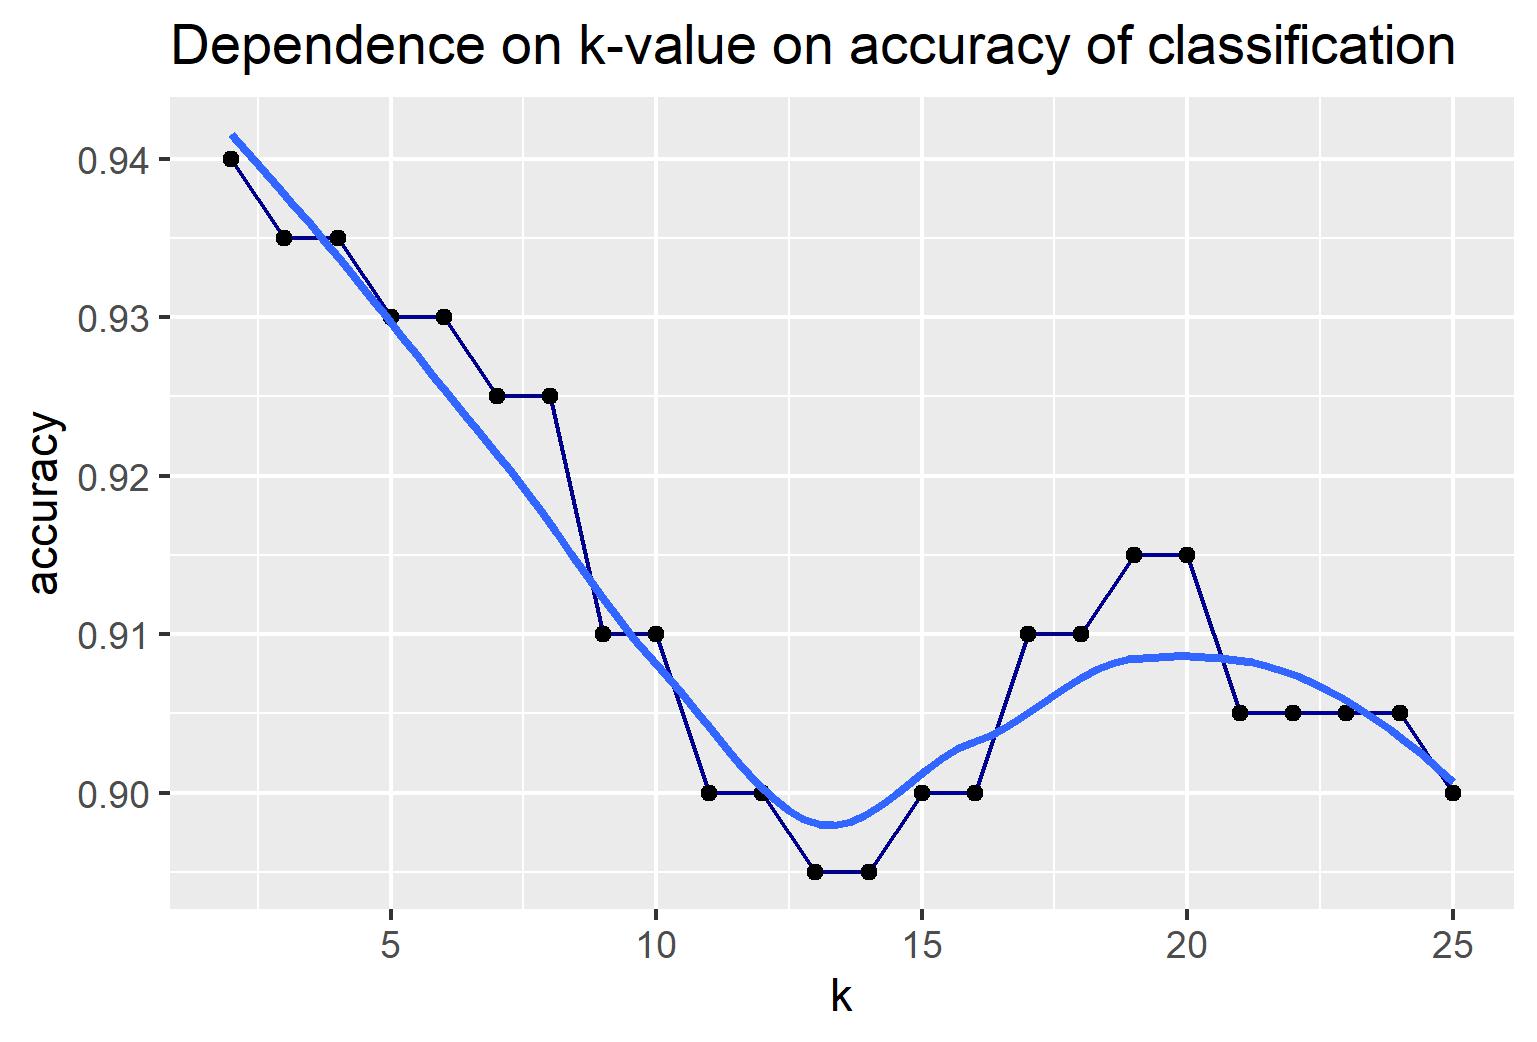 Dependence on k-value on accuracy of classification
0.94
0.93
0.92
0.91
0.90
accuracy
5 10 15 20 25
k